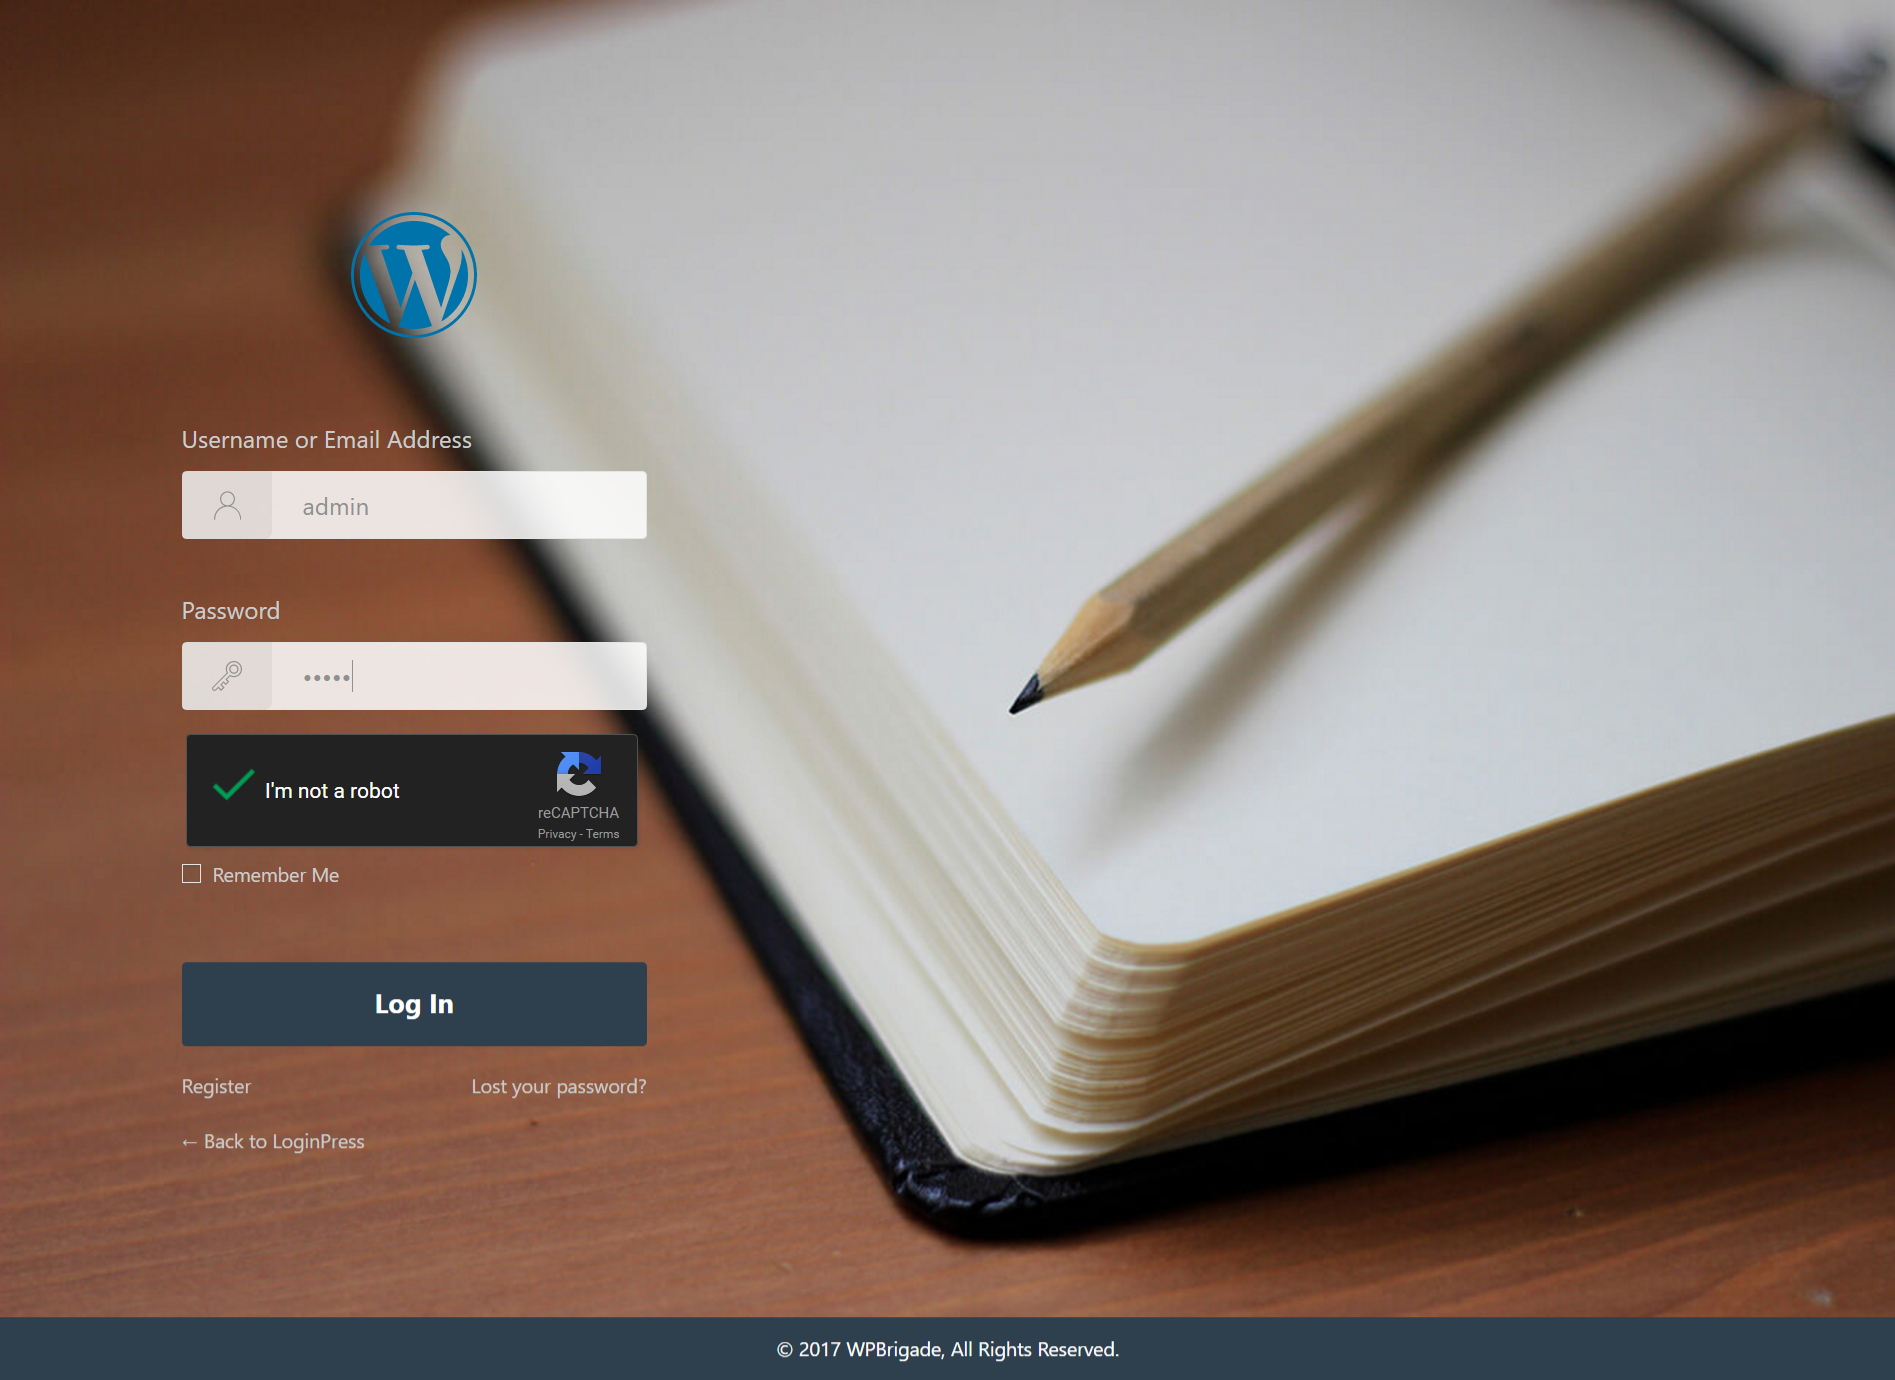 Username or Email Address
admin
Password
•••••
I'm not a robot
reCAPTCHA
Privacy - Terms
Remember Me
Log In
Register
Lost your password?
← Back to LoginPress
© 2017 WPBrigade, All Rights Reserved.